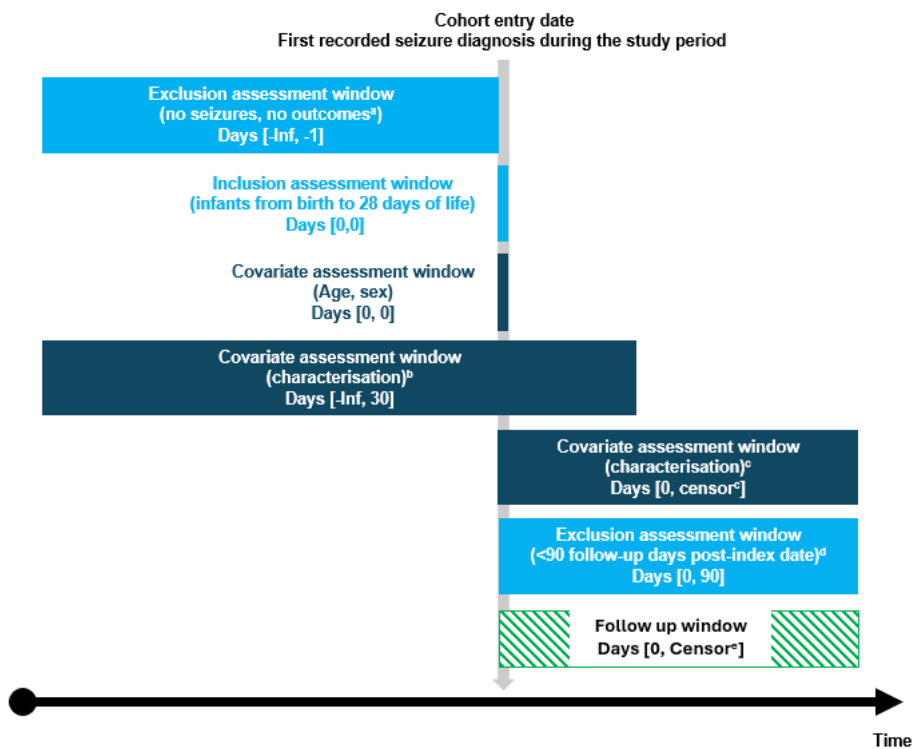 Cohort entry date
First recorded seizure diagnosis during the study period
Exclusion assessment window
(no seizures, no outcomesᵃ)
Days [-Inf, -1]
Inclusion assessment window
(infants from birth to 28 days of life)
Days [0,0]
Covariate assessment window
(Age, sex)
Days [0, 0]
Covariate assessment window
(characterisation)ᵇ
Days [-Inf, 30]
Covariate assessment window
(characterisation)ᶜ
Days [0, censorᶜ]
Exclusion assessment window
(<90 follow-up days post-index date)ᵈ
Days [0, 90]
Follow up window
Days [0, Censorᵉ]
Time